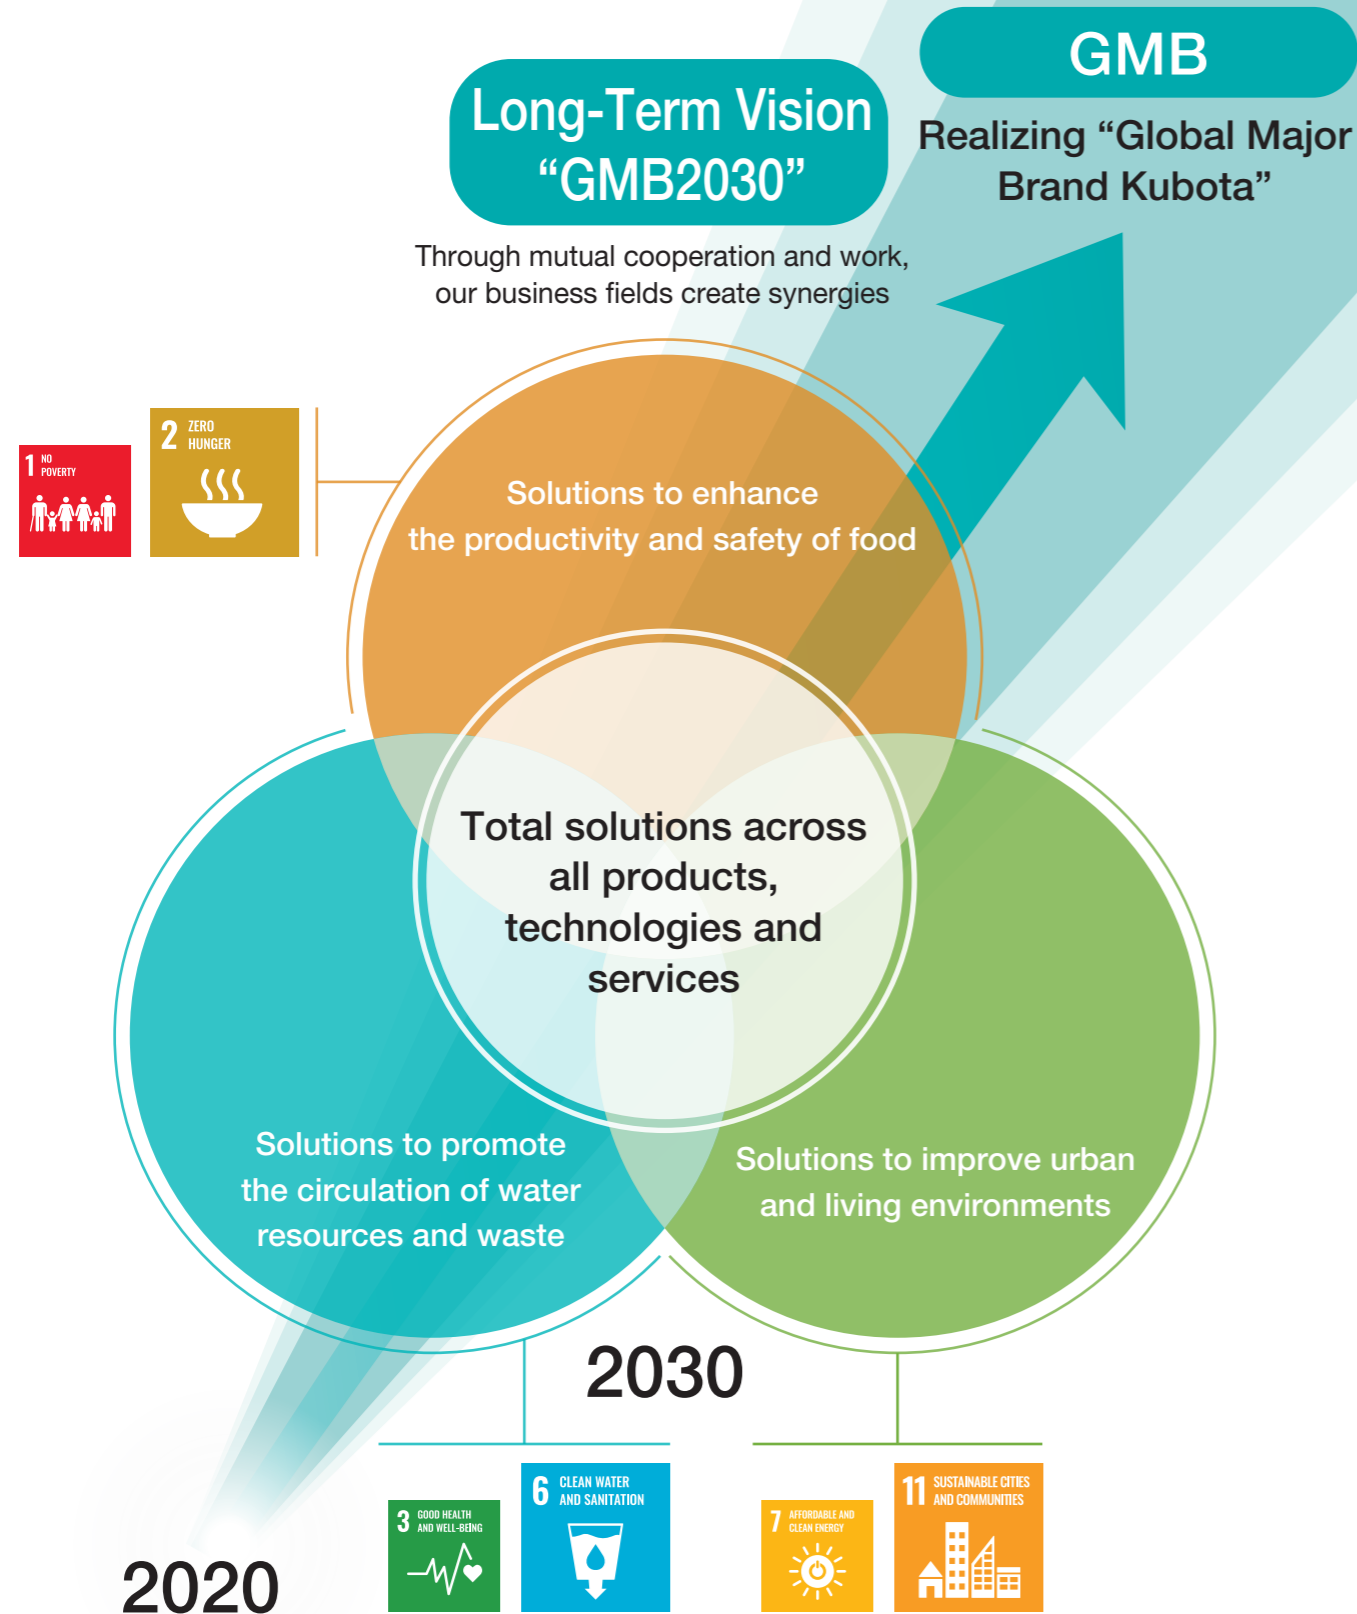 GMB
Long-Term Vision
“GMB2030”
Realizing “Global Major
Brand Kubota”
Through mutual cooperation and work,
our business fields create synergies
1 NO
POVERTY
2 ZERO
HUNGER
Solutions to enhance
the productivity and safety of food
Total solutions across
all products,
technologies and
services
Solutions to promote
the circulation of water
resources and waste
Solutions to improve urban
and living environments
2030
3 GOOD HEALTH
AND WELL-BEING
6 CLEAN WATER
AND SANITATION
7 AFFORDABLE AND
CLEAN ENERGY
11 SUSTAINABLE CITIES
AND COMMUNITIES
2020